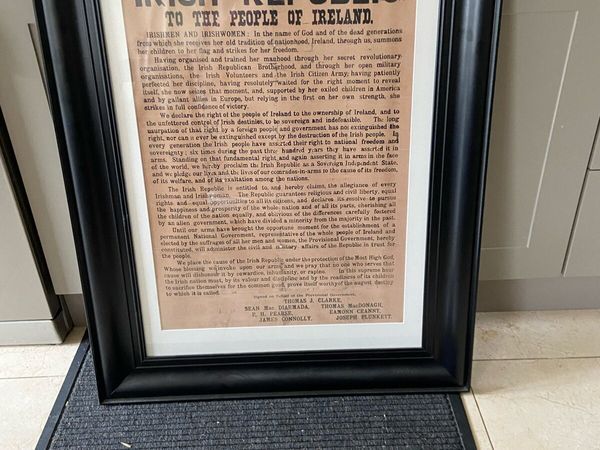 IRISH REPUBLIC
TO THE PEOPLE OF IRELAND.
IRISHMEN AND IRISHWOMEN: In the name of God and of the dead generations
from which she receives her old tradition of nationhood, Ireland, through us, summons
her children to her flag and strikes for her freedom.
Having organised and trained her manhood through her secret revolutionary
organisation, the Irish Republican Brotherhood, and through her open military
organisations, the Irish Volunteers and the Irish Citizen Army, having patiently
perfected her discipline, having resolutely waited for the right moment to reveal
itself, she now seizes that moment, and, supported by her exiled children in America
and by gallant allies in Europe, but relying in the first on her own strength, she
strikes in full confidence of victory.
We declare the right of the people of Ireland to the ownership of Ireland, and to
the unfettered control of Irish destinies, to be sovereign and indefeasible. The long
usurpation of that right by a foreign people and government has not extinguished the
right, nor can it ever be extinguished except by the destruction of the Irish people. In
every generation the Irish people have asserted their right to national freedom and
sovereignty; six times during the past three hundred years they have asserted it in
arms. Standing on that fundamental right and again asserting it in arms in the face
of the world, we hereby proclaim the Irish Republic as a Sovereign Independent State,
and we pledge our lives and the lives of our comrades-in-arms to the cause of its freedom,
of its welfare, and of its exaltation among the nations.
The Irish Republic is entitled to, and hereby claims, the allegiance of every
Irishman and Irishwoman. The Republic guarantees religious and civil liberty, equal
rights and equal opportunities to all its citizens, and declares its resolve to pursue
the happiness and prosperity of the whole nation and of all its parts, cherishing all
the children of the nation equally, and oblivious of the differences carefully fostered
by an alien government, which have divided a minority from the majority in the past.
Until our arms have brought the opportune moment for the establishment of a
permanent National Government, representative of the whole people of Ireland and
elected by the suffrages of all her men and women, the Provisional Government, hereby
constituted, will administer the civil and military affairs of the Republic in trust for
the people.
We place the cause of the Irish Republic under the protection of the Most High God,
Whose blessing we invoke upon our arms, and we pray that no one who serves that
cause will dishonour it by cowardice, inhumanity, or rapine. In this supreme hour
the Irish nation must, by its valour and discipline and by the readiness of its children
to sacrifice themselves for the common good, prove itself worthy of the august destiny
to which it is called.
Signed on Behalf of the Provisional Government,
THOMAS J. CLARKE,
SEAN Mac DIARMADA, THOMAS MacDONAGH,
P. H. PEARSE, EAMONN CEANNT,
JAMES CONNOLLY, JOSEPH PLUNKETT.